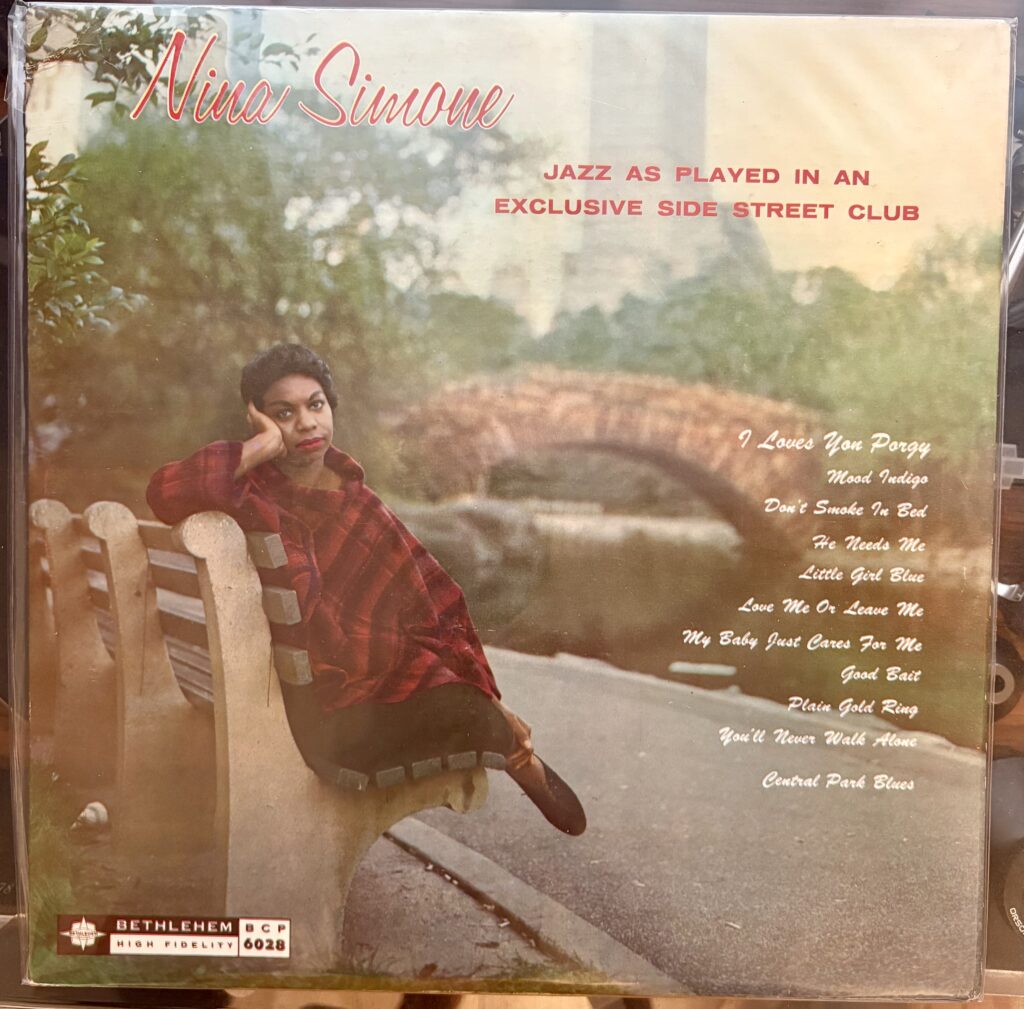 Nina Simone
JAZZ AS PLAYED IN AN
EXCLUSIVE SIDE STREET CLUB
I Loves You Porgy
Mood Indigo
Don't Smoke In Bed
He Needs Me
Little Girl Blue
Love Me Or Leave Me
My Baby Just Cares For Me
Good Bait
Plain Gold Ring
You'll Never Walk Alone
Central Park Blues
BETHLEHEM
HIGH FIDELITY
BCP
6028